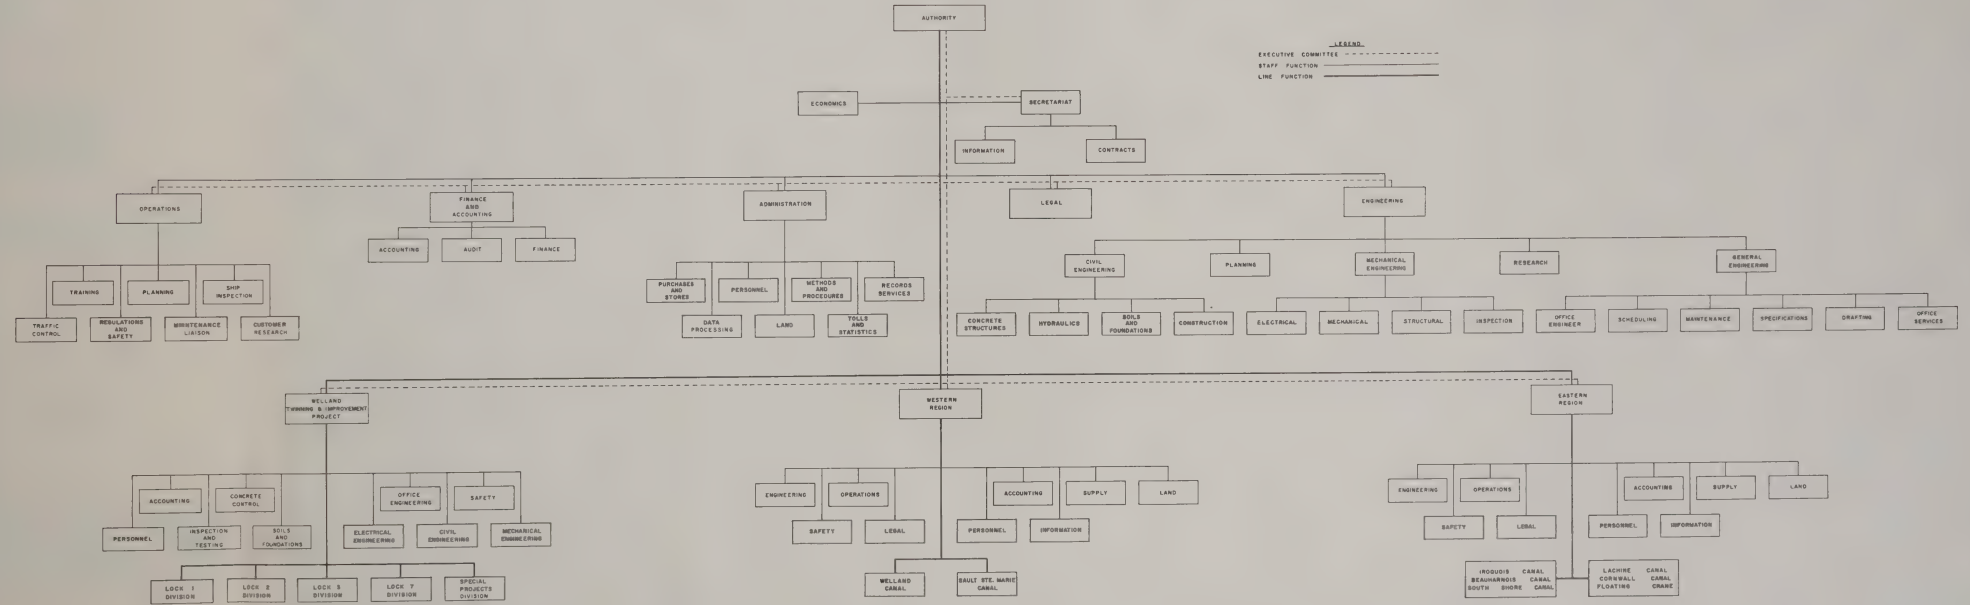 AUTHORITY
LEGEND
EXECUTIVE COMMITTEE
STAFF FUNCTION
LINE FUNCTION
ECONOMICS
SECRETARIAT
INFORMATION
CONTRACTS
OPERATIONS
FINANCE
AND
ACCOUNTING
ADMINISTRATION
LEGAL
ENGINEERING
ACCOUNTING
AUDIT
FINANCE
TRAINING
PLANNING
SHIP
INSPECTION
TRAFFIC
CONTROL
REGULATIONS
AND
SAFETY
MAINTENANCE
LIAISON
CUSTOMER
RESEARCH
PURCHASES
AND
STORES
PERSONNEL
METHODS
AND
PROCEDURES
RECORDS
SERVICES
DATA
PROCESSING
LAND
TOLLS
AND
STATISTICS
CIVIL
ENGINEERING
PLANNING
MECHANICAL
ENGINEERING
RESEARCH
GENERAL
ENGINEERING
CONCRETE
STRUCTURES
HYDRAULICS
SOILS
AND
FOUNDATIONS
CONSTRUCTION
ELECTRICAL
MECHANICAL
STRUCTURAL
INSPECTION
OFFICE
ENGINEER
SCHEDULING
MAINTENANCE
SPECIFICATIONS
DRAFTING
OFFICE
SERVICES
WELLAND
TWINNING & IMPROVEMENT
PROJECT
WESTERN
REGION
EASTERN
REGION
ACCOUNTING
CONCRETE
CONTROL
OFFICE
ENGINEERING
SAFETY
PERSONNEL
INSPECTION
AND
TESTING
SOILS
AND
FOUNDATIONS
ELECTRICAL
ENGINEERING
CIVIL
ENGINEERING
MECHANICAL
ENGINEERING
LOCK 1
DIVISION
LOCK 2
DIVISION
LOCK 3
DIVISION
LOCK 7
DIVISION
SPECIAL
PROJECTS
DIVISION
ENGINEERING
OPERATIONS
ACCOUNTING
SUPPLY
LAND
SAFETY
LEGAL
PERSONNEL
INFORMATION
WELLAND
CANAL
SAULT STE. MARIE
CANAL
ENGINEERING
OPERATIONS
ACCOUNTING
SUPPLY
LAND
SAFETY
LEGAL
PERSONNEL
INFORMATION
IROQUOIS CANAL
BEAUHARNOIS CANAL
SOUTH SHORE CANAL
LACHINE CANAL
CORNWALL CANAL
FLOATING CRANE